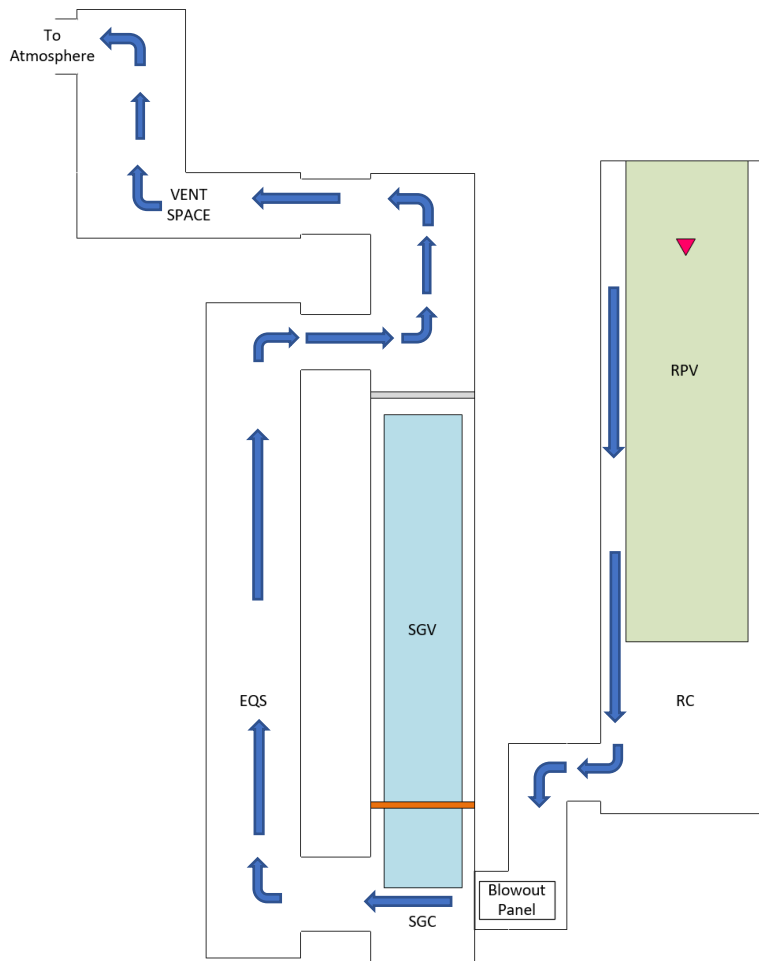 To
Atmosphere
VENT
SPACE
RPV
SGV
EQS
RC
Blowout
Panel
SGC